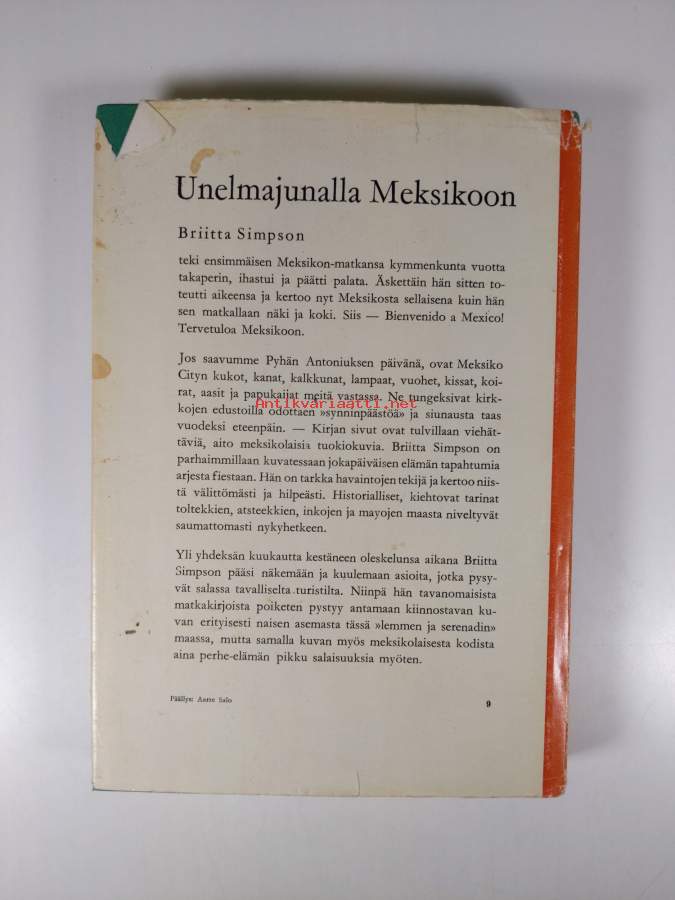 Unelmajunalla Meksikoon
Briitta Simpson
teki ensimmäisen Meksikon-matkansa kymmenkunta vuotta
takaperin, ihastui ja päätti palata. Äskettäin hän sitten to-
teutti aikeensa ja kertoo nyt Meksikosta sellaisena kuin hän
sen matkallaan näki ja koki. Siis — Bienvenido a Mexico!
Tervetuloa Meksikoon.
Jos saavumme Pyhän Antoniuksen päivänä, ovat Meksiko
Cityn kukot, kanat, kalkkunat, lampaat, vuohet, kissat, koi-
rat, aasit ja papukaijat meitä vastassa. Ne tungeksivat kirk-
Antikvariaatti.net
kojen edustoilla odottaen »synninpäästöä» ja siunausta taas
vuodeksi eteenpäin. — Kirjan sivut ovat tulvillaan viehät-
täviä, aito meksikolaisia tuokiokuvia. Briitta Simpson on
parhaimmillaan kuvatessaan jokapäiväisen elämän tapahtumia
arjesta fiestaan. Hän on tarkka havaintojen tekijä ja kertoo niis-
tä välittömästi ja hilpeästi. Historialliset, kiehtovat tarinat
toltekkien, atsteekkien, inkojen ja mayojen maasta niveltyvät
saumattomasti nykyhetkeen.
Yli yhdeksän kuukautta kestäneen oleskelunsa aikana Briitta
Simpson pääsi näkemään ja kuulemaan asioita, jotka pysy-
vät salassa tavalliselta turistilta. Niinpä hän tavanomaisista
matkakirjoista poiketen pystyy antamaan kiinnostavan ku-
van erityisesti naisen asemasta tässä »lemmen ja serenadin»
maassa, mutta samalla kuvan myös meksikolaisesta kodista
aina perhe-elämän pikku salaisuuksia myöten.
Päällys: Anne Salo
9